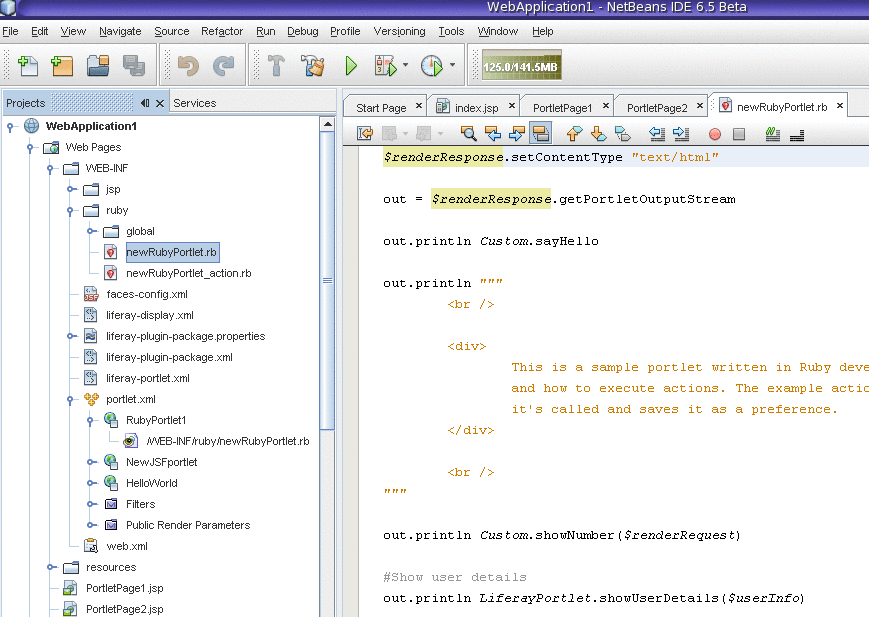 WebApplication1 - NetBeans IDE 6.5 Beta
File Edit View Navigate Source Refactor Run Debug Profile Versioning Tools Window Help
125.0/141.5MB
Projects Services
Start Page index.jsp PortletPage1 PortletPage2 newRubyPortlet.rb
WebApplication1
Web Pages
WEB-INF
jsp
ruby
global
newRubyPortlet.rb
newRubyPortlet_action.rb
faces-config.xml
liferay-display.xml
liferay-plugin-package.properties
liferay-plugin-package.xml
liferay-portlet.xml
portlet.xml
RubyPortlet1
/WEB-INF/ruby/newRubyPortlet.rb
NewJSFportlet
HelloWorld
Filters
Public Render Parameters
web.xml
resources
PortletPage1.jsp
PortletPage2.jsp
$renderResponse.setContentType "text/html"
out = $renderResponse.getPortletOutputStream
out.println Custom.sayHello
out.println """
<br />
<div>
This is a sample portlet written in Ruby deve
and how to execute actions. The example actio
it's called and saves it as a preference.
</div>
<br />
"""
out.println Custom.showNumber($renderRequest)
#Show user details
out.println LiferayPortlet.showUserDetails($userInfo)